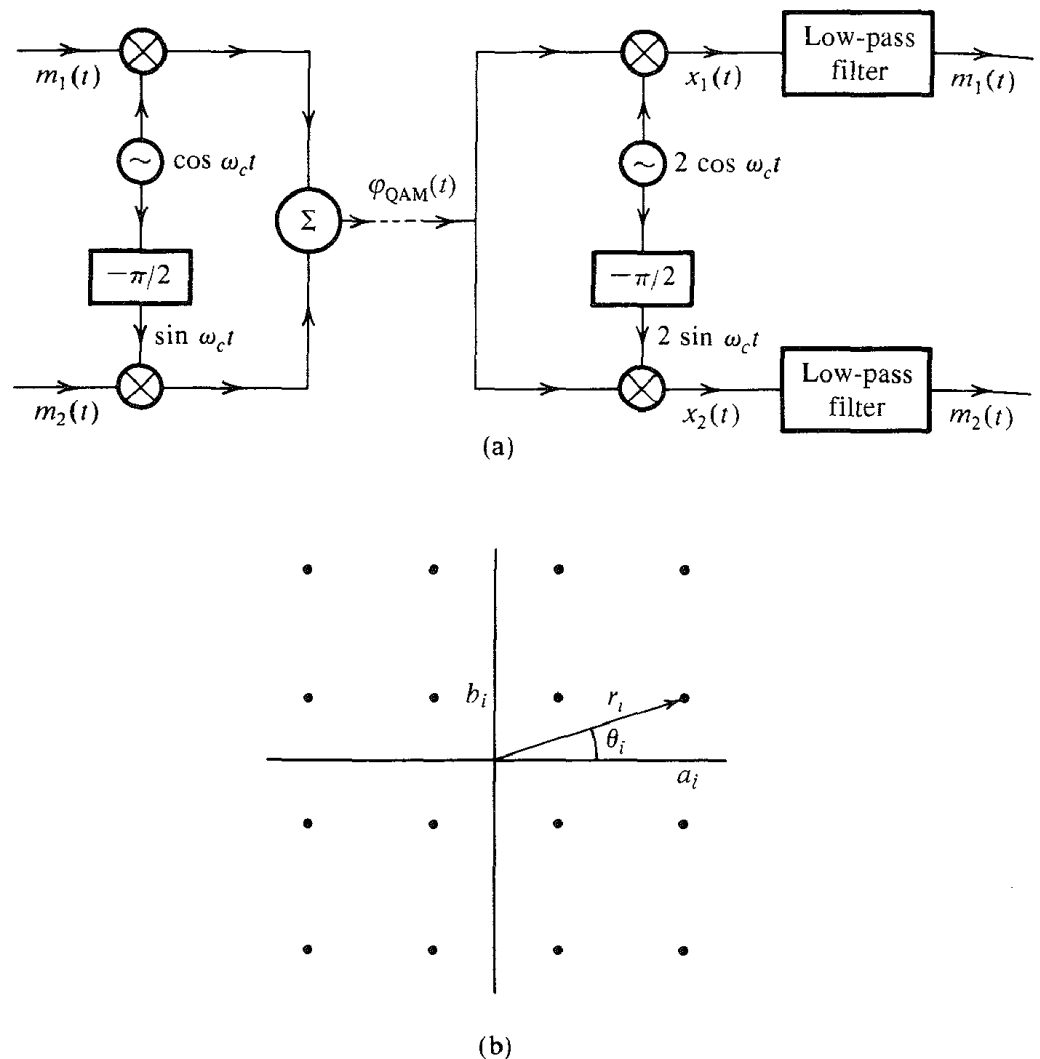 m₁(t)
cos ω_c t
−π/2
sin ω_c t
m₂(t)
Σ
φ_QAM(t)
x₁(t)
Low-pass
filter
m₁(t)
2 cos ω_c t
−π/2
2 sin ω_c t
x₂(t)
Low-pass
filter
m₂(t)
(a)
b_i
r_i
θ_i
a_i
(b)